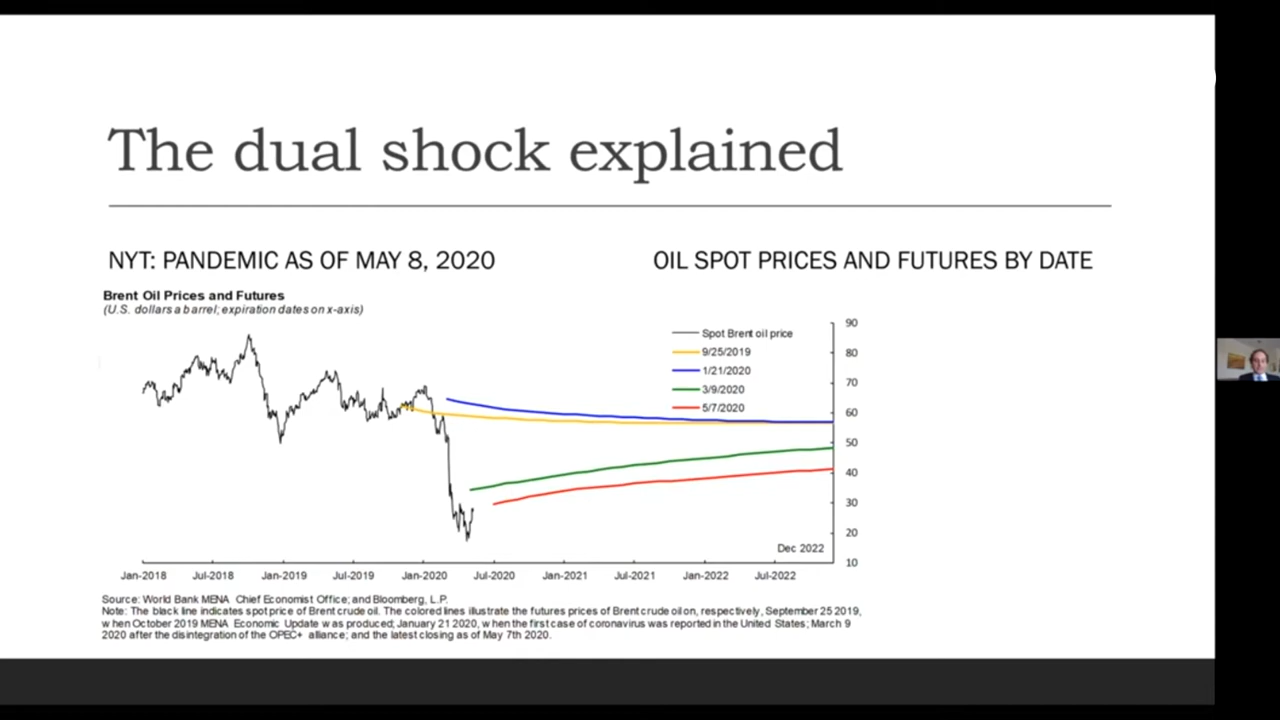 The dual shock explained
NYT: PANDEMIC AS OF MAY 8, 2020
OIL SPOT PRICES AND FUTURES BY DATE
Brent Oil Prices and Futures
(U.S. dollars a barrel; expiration dates on x-axis)
Spot Brent oil price
9/25/2019
1/21/2020
3/9/2020
5/7/2020
90
80
70
60
50
40
30
20
10
Dec 2022
Jan-2018 Jul-2018 Jan-2019 Jul-2019 Jan-2020 Jul-2020 Jan-2021 Jul-2021 Jan-2022 Jul-2022
Source: World Bank MENA Chief Economist Office; and Bloomberg, L.P.
Note: The black line indicates spot price of Brent crude oil. The colored lines illustrate the futures prices of Brent crude oil on, respectively, September 25 2019,
when October 2019 MENA Economic Update was produced; January 21 2020, when the first case of coronavirus was reported in the United States; March 9
2020 after the disintegration of the OPEC+ alliance; and the latest closing as of May 7th 2020.